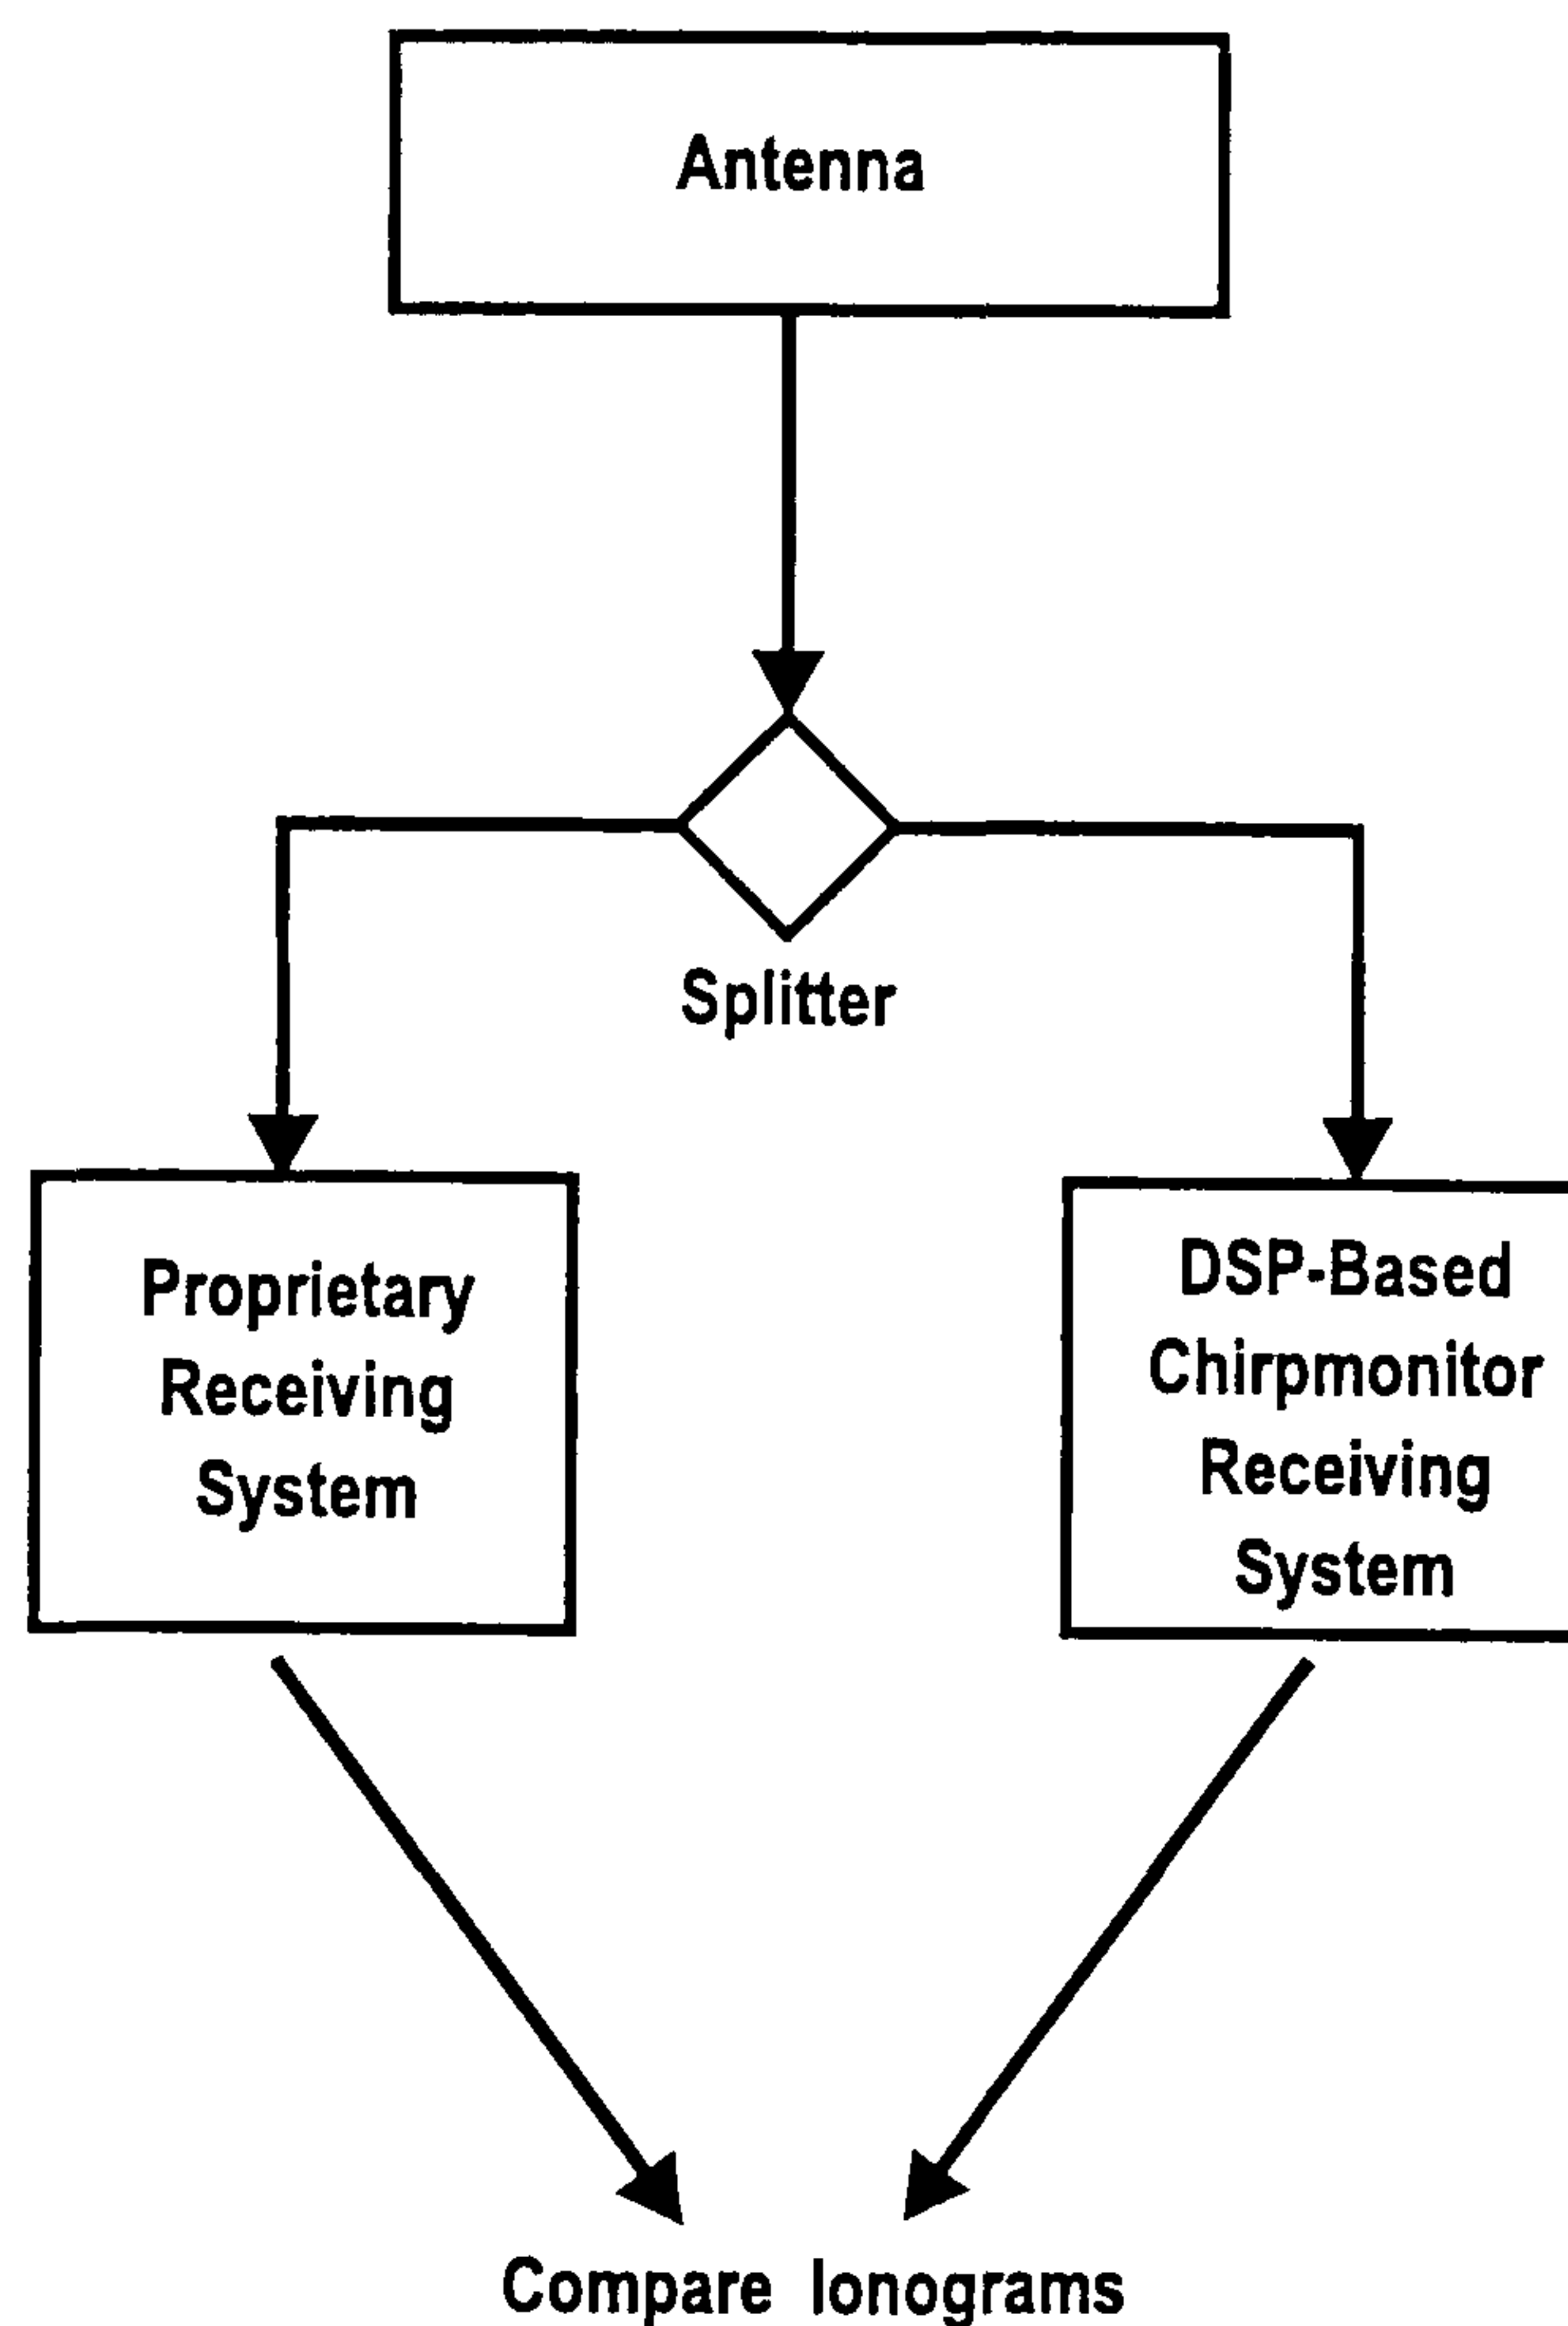 Antenna
Splitter
Proprietary
Receiving
System
DSP-Based
Chirpmonitor
Receiving
System
Compare Ionograms